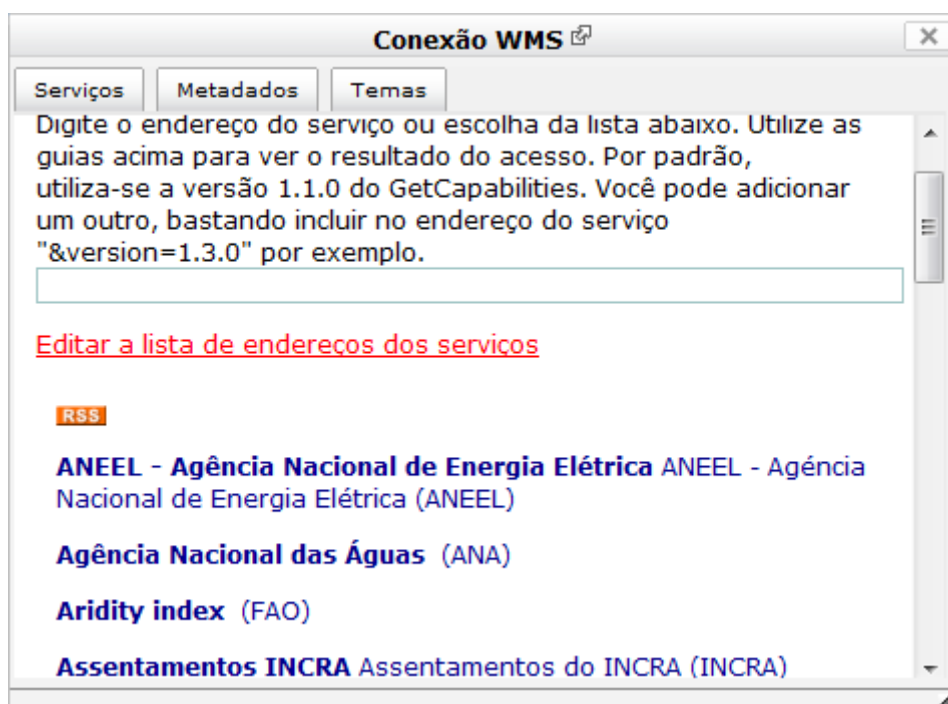 Conexão WMS
Serviços
Metadados
Temas
Digite o endereço do serviço ou escolha da lista abaixo. Utilize as
guias acima para ver o resultado do acesso. Por padrão,
utiliza-se a versão 1.1.0 do GetCapabilities. Você pode adicionar
um outro, bastando incluir no endereço do serviço
"&version=1.3.0" por exemplo.
Editar a lista de endereços dos serviços
RSS
ANEEL - Agência Nacional de Energia Elétrica ANEEL - Agéncia
Nacional de Energia Elétrica (ANEEL)
Agência Nacional das Águas (ANA)
Aridity index (FAO)
Assentamentos INCRA Assentamentos do INCRA (INCRA)